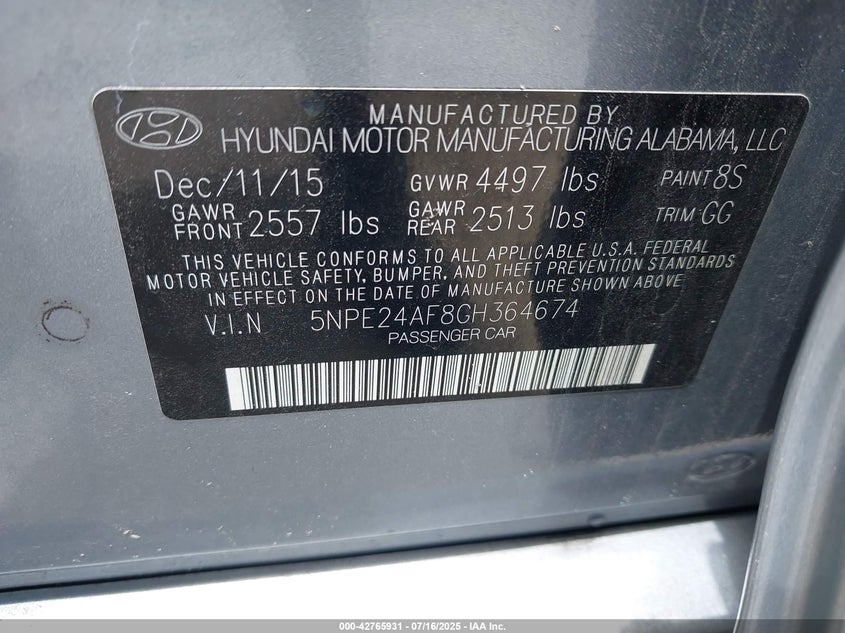 MANUFACTURED BY
HYUNDAI MOTOR MANUFACTURING ALABAMA, LLC
Dec/11/15 GVWR 4497 lbs PAINT 8S
GAWR FRONT 2557 lbs GAWR REAR 2513 lbs TRIM GG
THIS VEHICLE CONFORMS TO ALL APPLICABLE U.S.A. FEDERAL
MOTOR VEHICLE SAFETY, BUMPER, AND THEFT PREVENTION STANDARDS
IN EFFECT ON THE DATE OF MANUFACTURE SHOWN ABOVE
V.I.N 5NPE24AF8GH364674
PASSENGER CAR
000-42765931 - 07/16/2025 - IAA Inc.